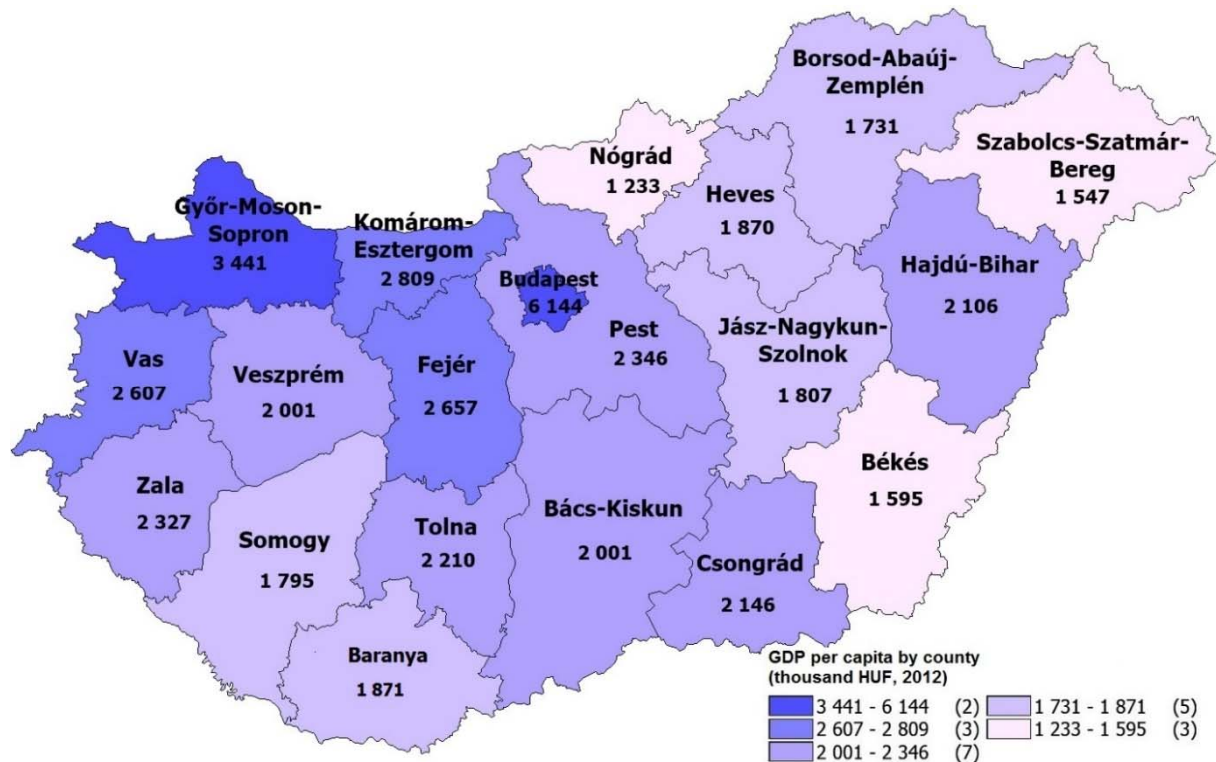 Borsod-Abaúj-
Zemplén
1 731
Szabolcs-Szatmár-
Bereg
1 547
Nógrád
1 233
Heves
1 870
Győr-Moson-
Sopron
3 441
Komárom-
Esztergom
2 809
Budapest
6 144
Pest
2 346
Hajdú-Bihar
2 106
Jász-Nagykun-
Szolnok
1 807
Vas
2 607
Veszprém
2 001
Fejér
2 657
Békés
1 595
Zala
2 327
Somogy
1 795
Tolna
2 210
Bács-Kiskun
2 001
Csongrád
2 146
Baranya
1 871
GDP per capita by county
(thousand HUF, 2012)
3 441 - 6 144 (2)
2 607 - 2 809 (3)
2 001 - 2 346 (7)
1 731 - 1 871 (5)
1 233 - 1 595 (3)